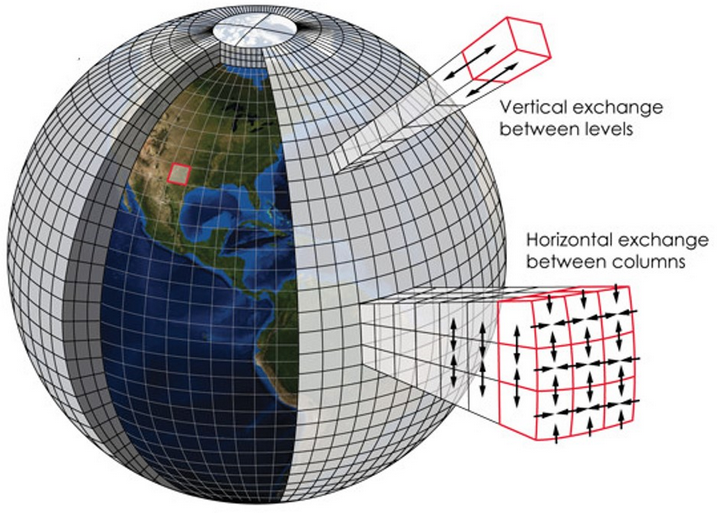 Vertical exchange
between levels
Horizontal exchange
between columns